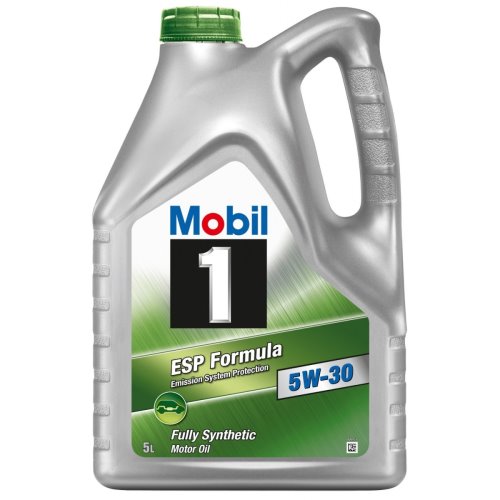 Mobil
1
ESP Formula
Emission System Protection
5W-30
Fully Synthetic
5L
Motor Oil